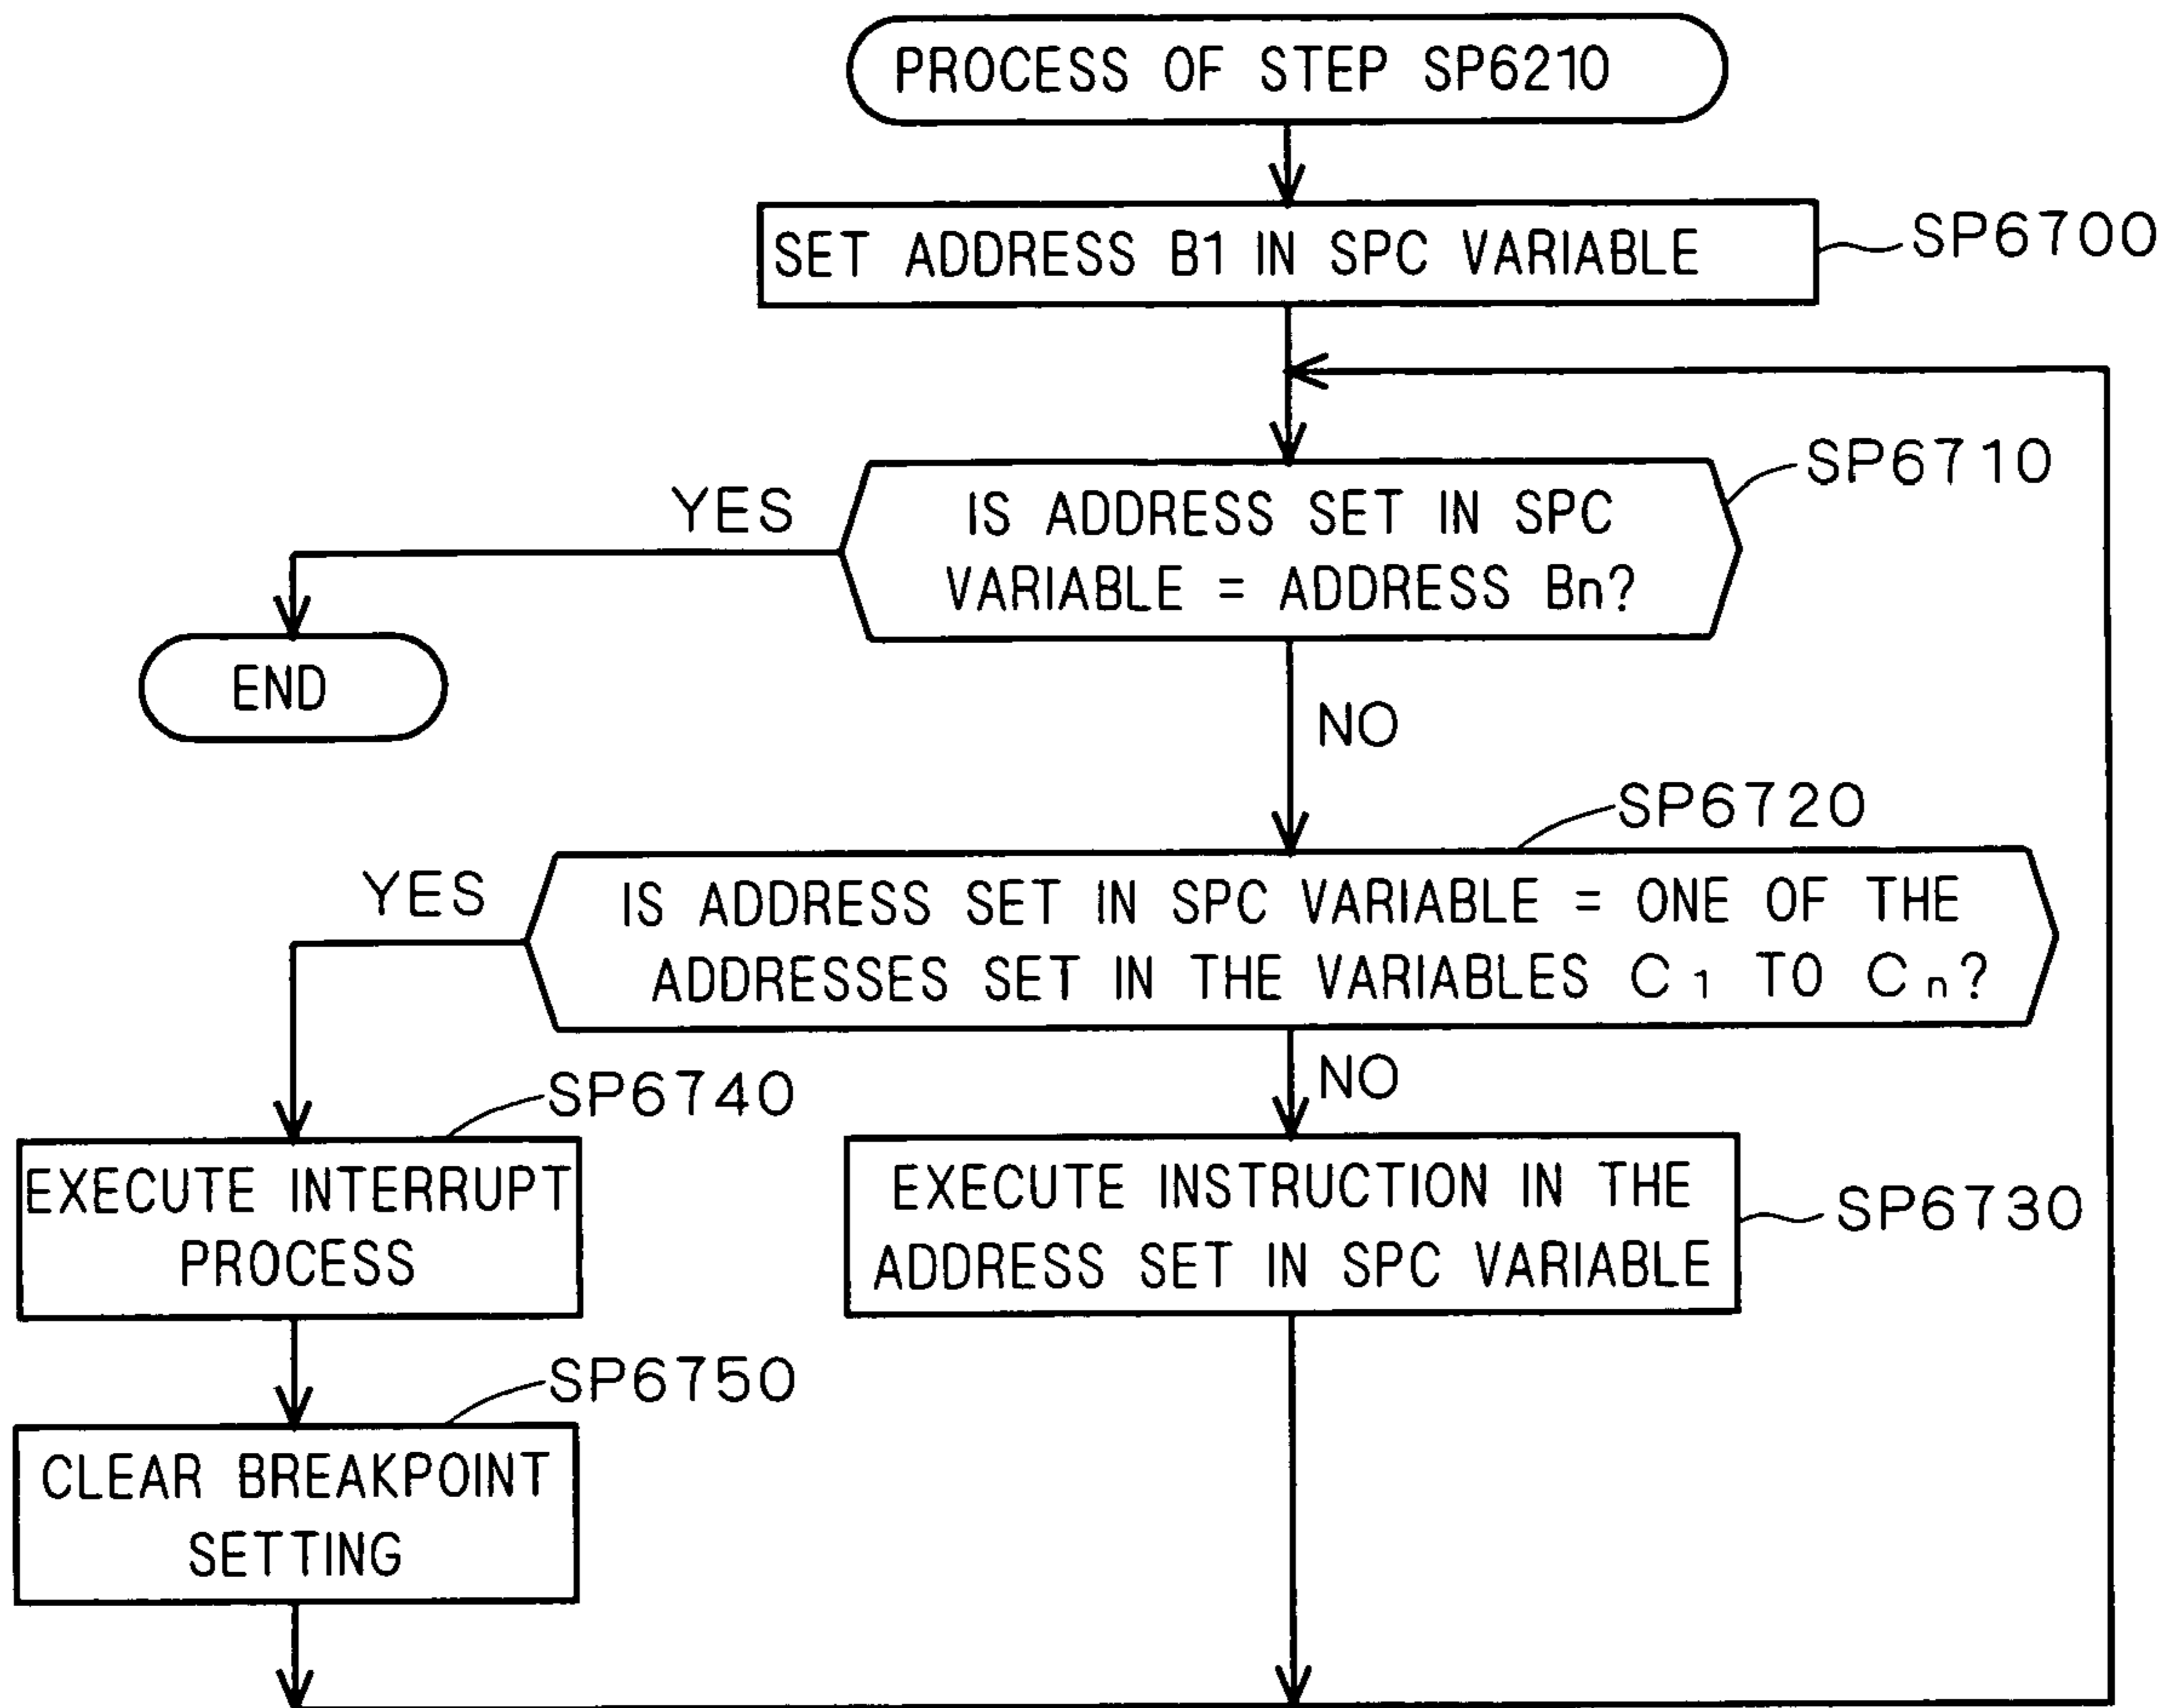 PROCESS OF STEP SP6210
SET ADDRESS B1 IN SPC VARIABLE
SP6700
SP6710
YES
IS ADDRESS SET IN SPC
VARIABLE = ADDRESS Bn?
END
NO
SP6720
YES
IS ADDRESS SET IN SPC VARIABLE = ONE OF THE
ADDRESSES SET IN THE VARIABLES C1 TO Cn?
NO
SP6740
EXECUTE INTERRUPT
PROCESS
EXECUTE INSTRUCTION IN THE
ADDRESS SET IN SPC VARIABLE
SP6730
SP6750
CLEAR BREAKPOINT
SETTING